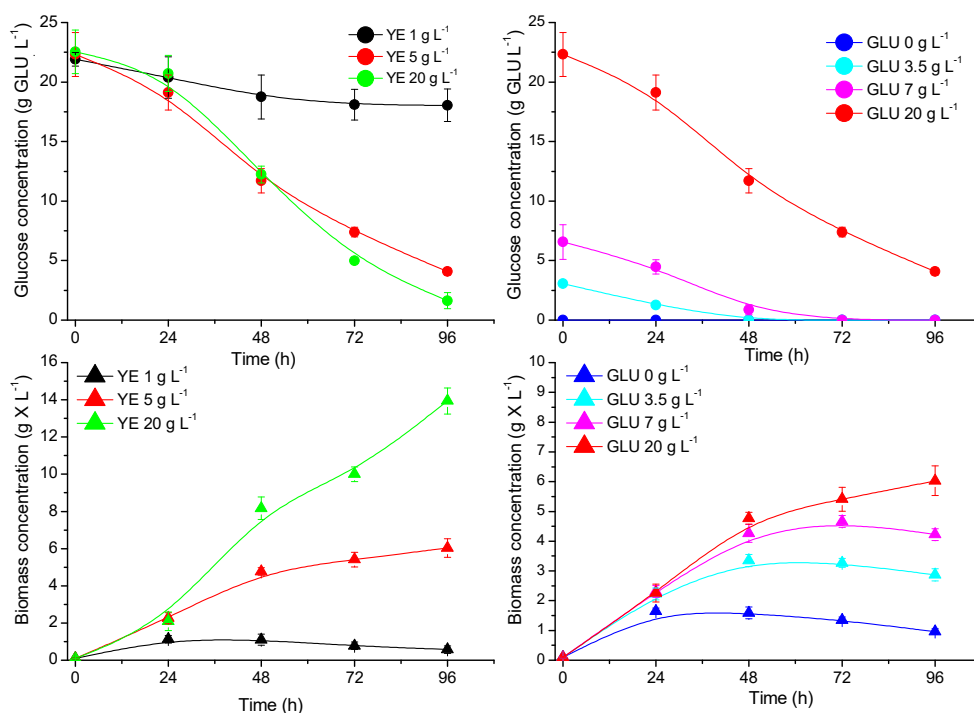 Glucose concentration (g GLU L⁻¹)
25
20
15
10
5
0
YE 1 g L⁻¹
YE 5 g L⁻¹
YE 20 g L⁻¹
0 24 48 72 96
Time (h)
Glucose concentration (g GLU L⁻¹)
25
20
15
10
5
0
GLU 0 g L⁻¹
GLU 3.5 g L⁻¹
GLU 7 g L⁻¹
GLU 20 g L⁻¹
0 24 48 72 96
Time (h)
Biomass concentration (g X L⁻¹)
16
14
12
10
8
6
4
2
0
YE 1 g L⁻¹
YE 5 g L⁻¹
YE 20 g L⁻¹
0 24 48 72 96
Time (h)
Biomass concentration (g X L⁻¹)
10
9
8
7
6
5
4
3
2
1
0
GLU 0 g L⁻¹
GLU 3.5 g L⁻¹
GLU 7 g L⁻¹
GLU 20 g L⁻¹
0 24 48 72 96
Time (h)